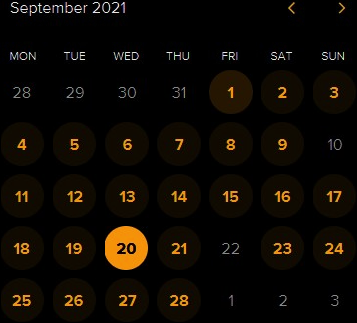 September 2021
MON TUE WED THU FRI SAT SUN
28 29 30 31 1 2 3
4 5 6 7 8 9 10
11 12 13 14 15 16 17
18 19 20 21 22 23 24
25 26 27 28 1 2 3